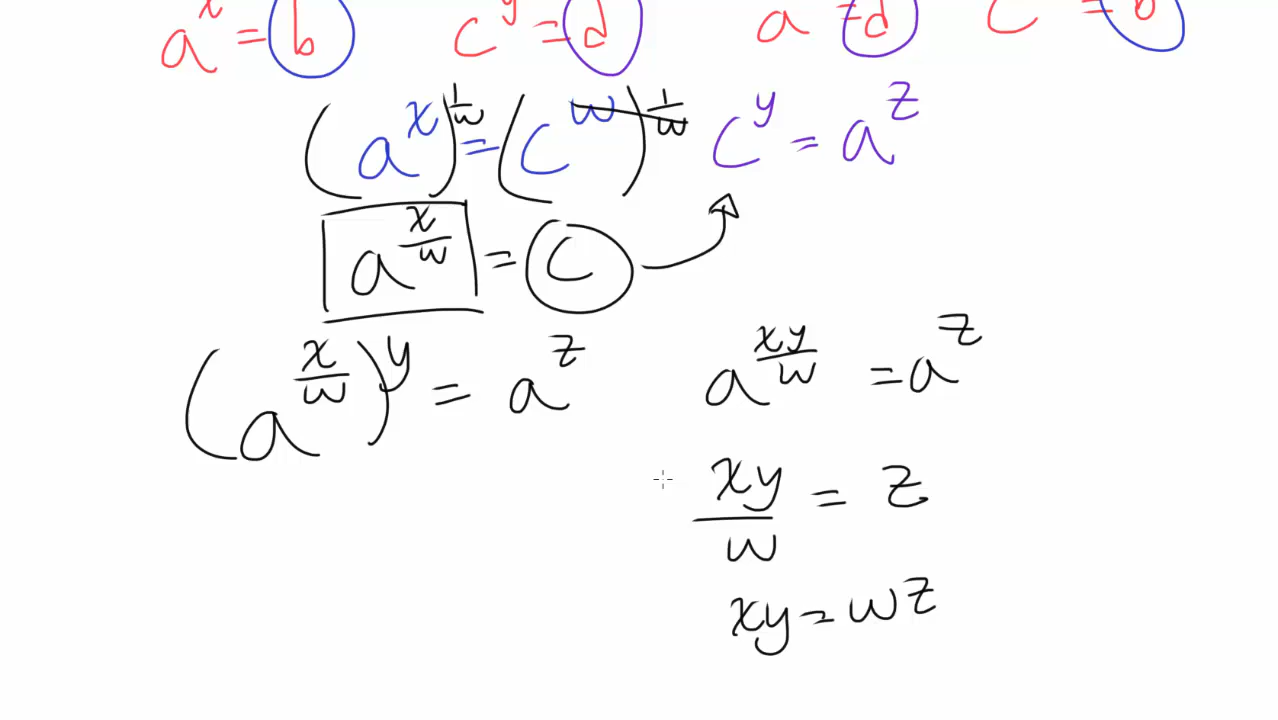 a^x = b c^y = d a = d c = b
(a^x)^(1/w) = (c^w)^(1/w) c^y = a^z
a^(x/w) = c
(a^(x/w))^y = a^z a^(xy/w) = a^z
xy/w = z
xy = wz